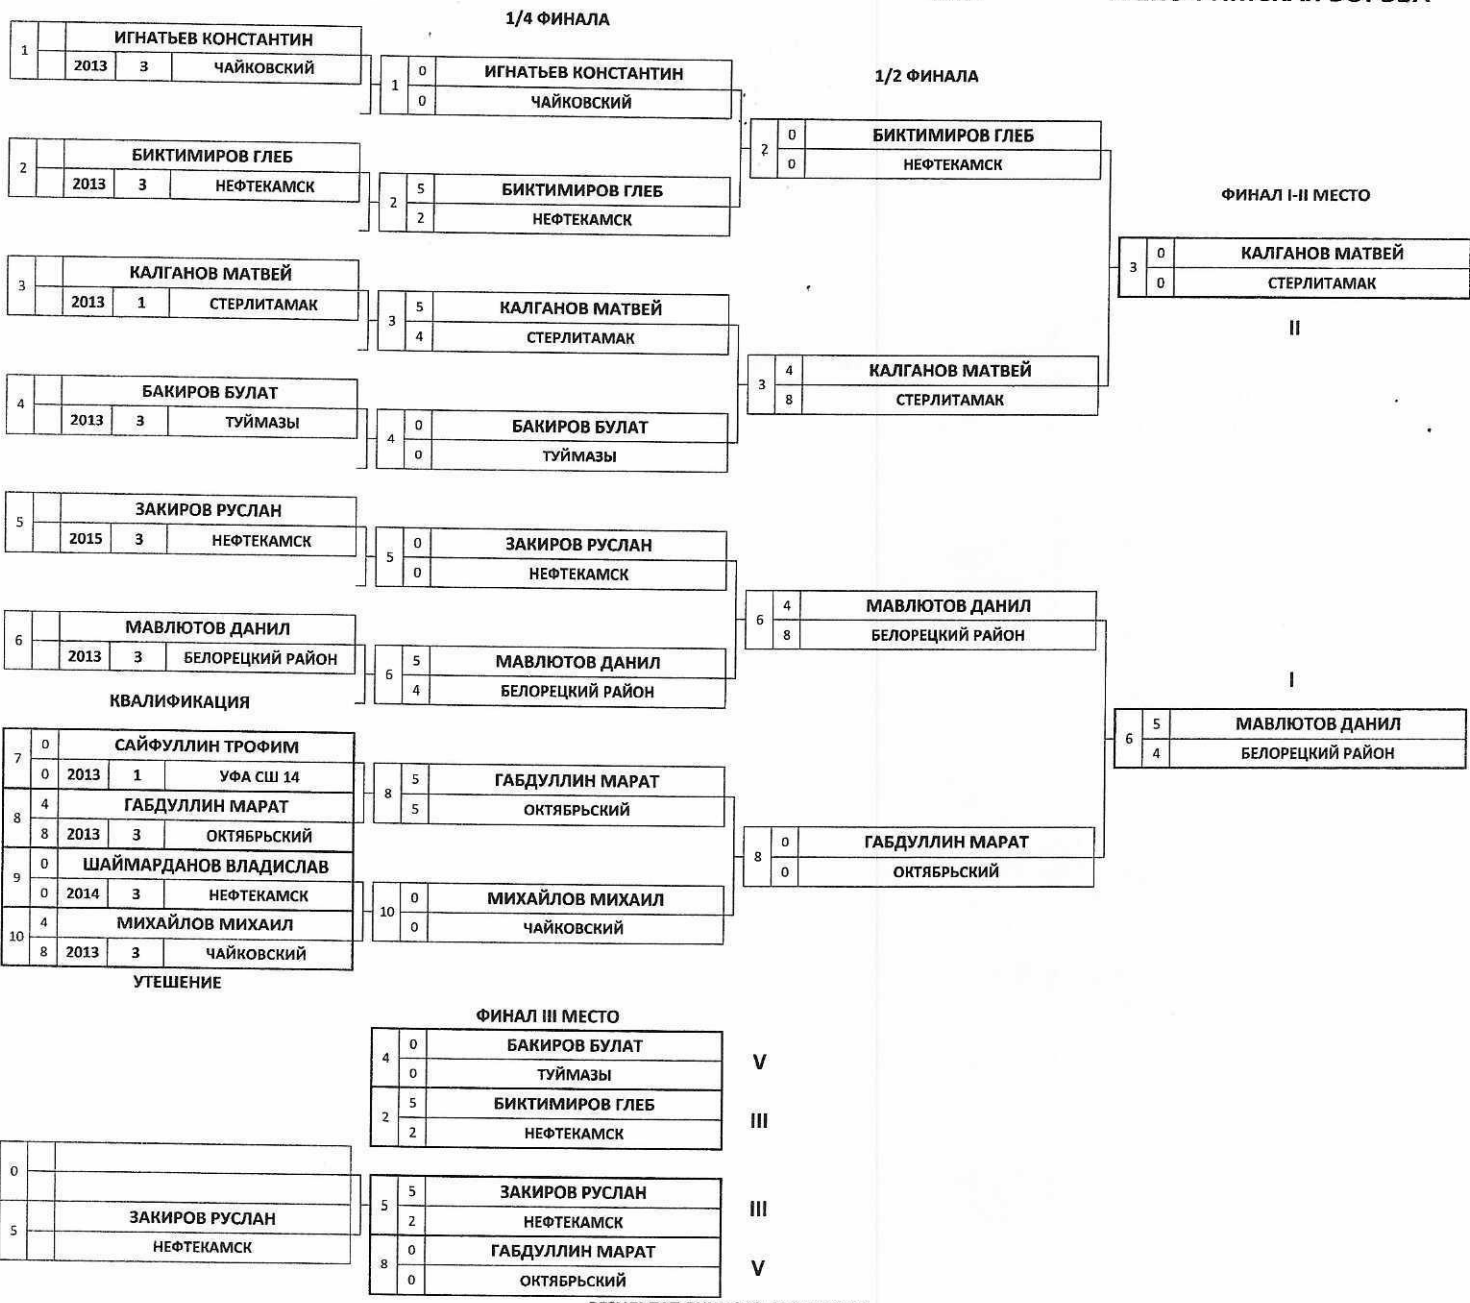 1/4 ФИНАЛА
1 ИГНАТЬЕВ КОНСТАНТИН
2013 3 ЧАЙКОВСКИЙ
1 0 ИГНАТЬЕВ КОНСТАНТИН
0 ЧАЙКОВСКИЙ
1/2 ФИНАЛА
2 0 БИКТИМИРОВ ГЛЕБ
0 НЕФТЕКАМСК
2 БИКТИМИРОВ ГЛЕБ
2013 3 НЕФТЕКАМСК
2 5 БИКТИМИРОВ ГЛЕБ
2 НЕФТЕКАМСК
ФИНАЛ I-II МЕСТО
3 0 КАЛГАНОВ МАТВЕЙ
0 СТЕРЛИТАМАК
II
3 КАЛГАНОВ МАТВЕЙ
2013 1 СТЕРЛИТАМАК
3 5 КАЛГАНОВ МАТВЕЙ
4 СТЕРЛИТАМАК
3 4 КАЛГАНОВ МАТВЕЙ
8 СТЕРЛИТАМАК
4 БАКИРОВ БУЛАТ
2013 3 ТУЙМАЗЫ
4 0 БАКИРОВ БУЛАТ
0 ТУЙМАЗЫ
5 ЗАКИРОВ РУСЛАН
2015 3 НЕФТЕКАМСК
5 0 ЗАКИРОВ РУСЛАН
0 НЕФТЕКАМСК
6 4 МАВЛЮТОВ ДАНИЛ
8 БЕЛОРЕЦКИЙ РАЙОН
6 МАВЛЮТОВ ДАНИЛ
2013 3 БЕЛОРЕЦКИЙ РАЙОН
6 5 МАВЛЮТОВ ДАНИЛ
4 БЕЛОРЕЦКИЙ РАЙОН
I
6 5 МАВЛЮТОВ ДАНИЛ
4 БЕЛОРЕЦКИЙ РАЙОН
КВАЛИФИКАЦИЯ
7 0 САЙФУЛЛИН ТРОФИМ
0 2013 1 УФА СШ 14
8 4 ГАБДУЛЛИН МАРАТ
8 2013 3 ОКТЯБРЬСКИЙ
8 5 ГАБДУЛЛИН МАРАТ
5 ОКТЯБРЬСКИЙ
8 0 ГАБДУЛЛИН МАРАТ
0 ОКТЯБРЬСКИЙ
9 0 ШАЙМАРДАНОВ ВЛАДИСЛАВ
0 2014 3 НЕФТЕКАМСК
10 4 МИХАЙЛОВ МИХАИЛ
8 2013 3 ЧАЙКОВСКИЙ
10 0 МИХАЙЛОВ МИХАИЛ
0 ЧАЙКОВСКИЙ
УТЕШЕНИЕ
ФИНАЛ III МЕСТО
4 0 БАКИРОВ БУЛАТ
0 ТУЙМАЗЫ
V
2 5 БИКТИМИРОВ ГЛЕБ
2 НЕФТЕКАМСК
III
0
5 ЗАКИРОВ РУСЛАН
НЕФТЕКАМСК
5 5 ЗАКИРОВ РУСЛАН
2 НЕФТЕКАМСК
III
8 0 ГАБДУЛЛИН МАРАТ
0 ОКТЯБРЬСКИЙ
V